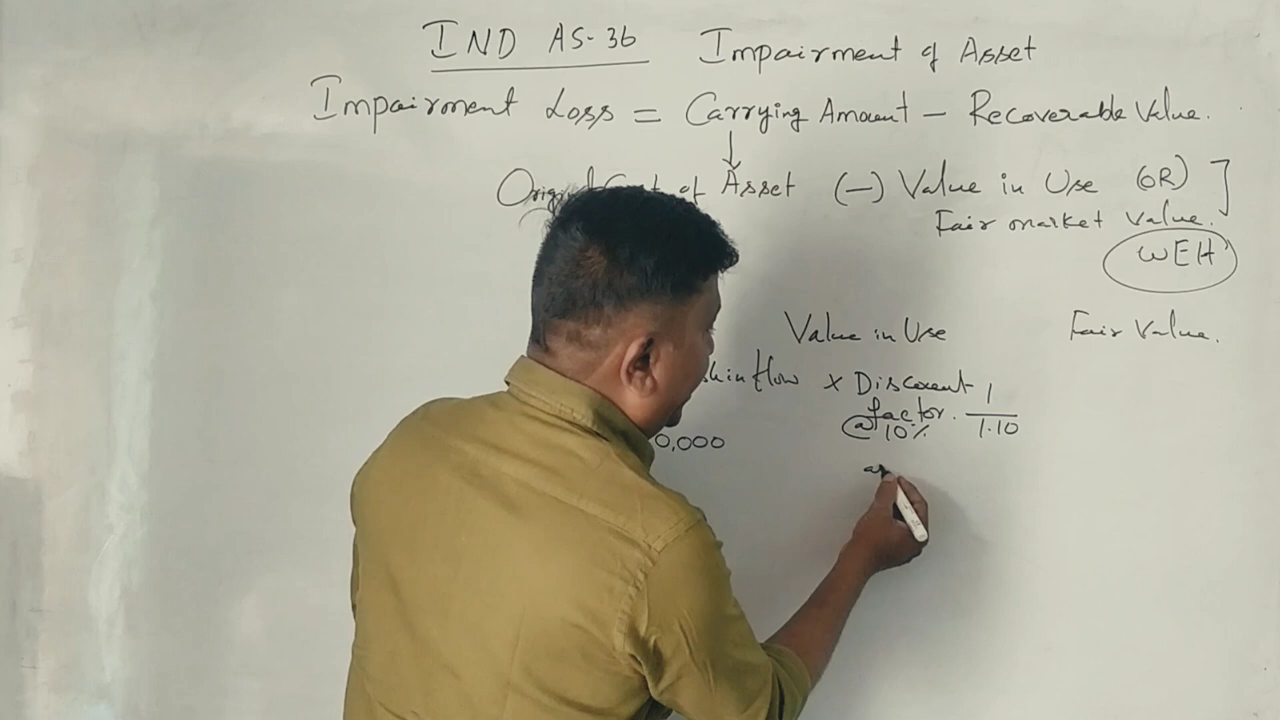 IND AS-36 Impairment of Asset
Impairment Loss = Carrying Amount - Recoverable Value.
↓
of Asset (-) Value in Use (OR)
Fair market value.
WEH
Value in Use Fair Value.
x Discount 1
factor. 1.10
@ 10%
0,000